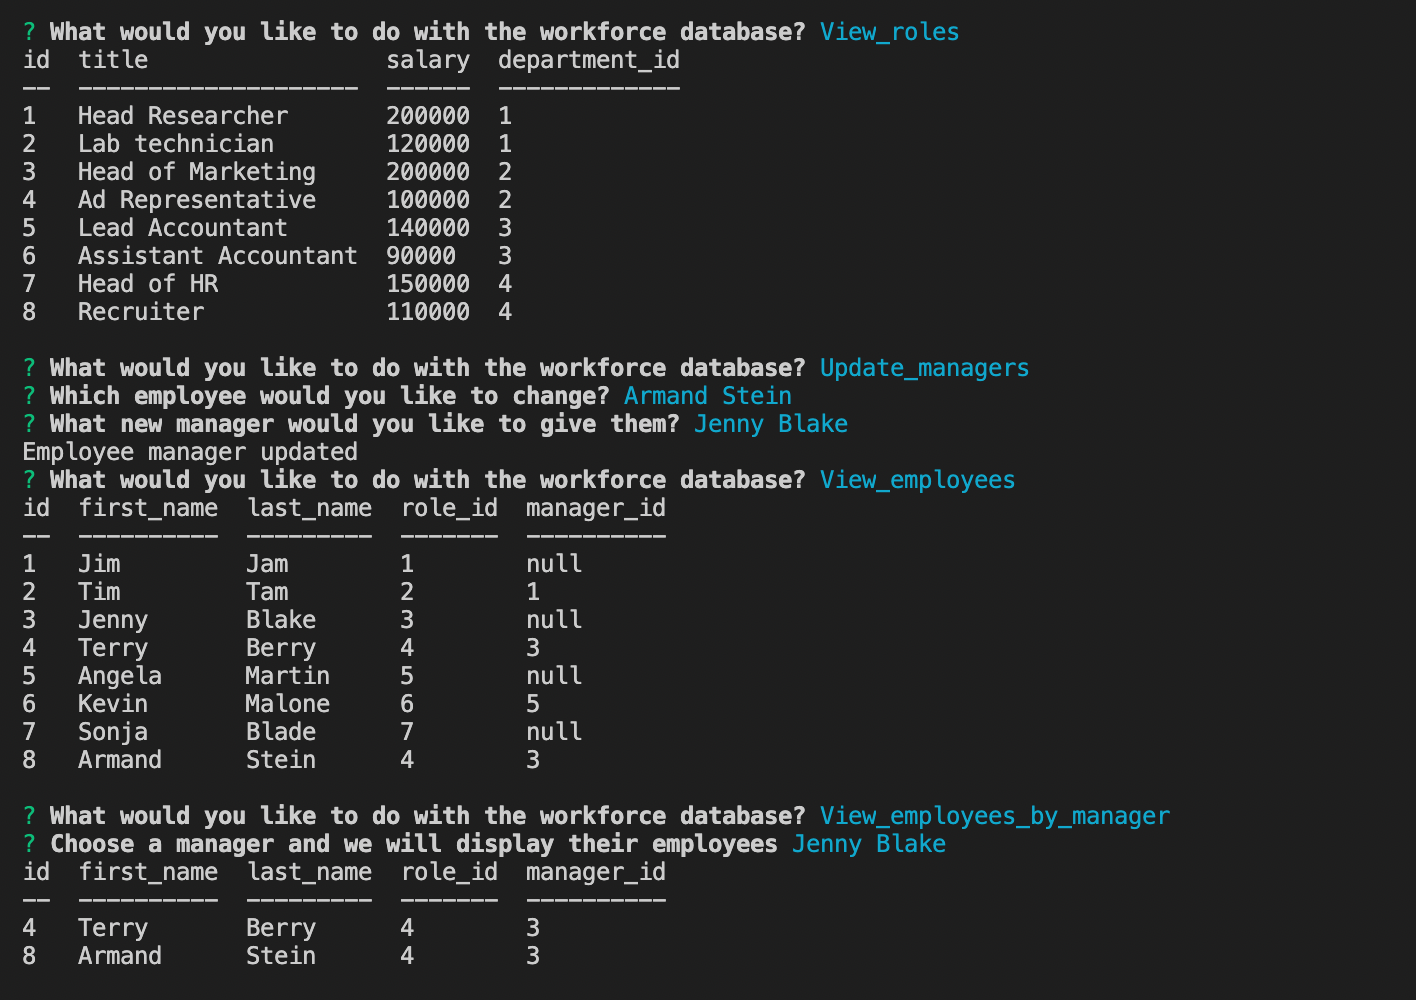 ? What would you like to do with the workforce database? View_roles
id  title                salary  department_id
--  -------------------- ------  -------------
1   Head Researcher       200000  1
2   Lab technician        120000  1
3   Head of Marketing     200000  2
4   Ad Representative     100000  2
5   Lead Accountant       140000  3
6   Assistant Accountant  90000   3
7   Head of HR            150000  4
8   Recruiter             110000  4
? What would you like to do with the workforce database? Update_managers
? Which employee would you like to change? Armand Stein
? What new manager would you like to give them? Jenny Blake
Employee manager updated
? What would you like to do with the workforce database? View_employees
id  first_name  last_name  role_id  manager_id
--  ----------  ---------  -------  ----------
1   Jim         Jam        1        null
2   Tim         Tam        2        1
3   Jenny       Blake      3        null
4   Terry       Berry      4        3
5   Angela      Martin     5        null
6   Kevin       Malone     6        5
7   Sonja       Blade      7        null
8   Armand      Stein      4        3
? What would you like to do with the workforce database? View_employees_by_manager
? Choose a manager and we will display their employees Jenny Blake
id  first_name  last_name  role_id  manager_id
--  ----------  ---------  -------  ----------
4   Terry       Berry      4        3
8   Armand      Stein      4        3